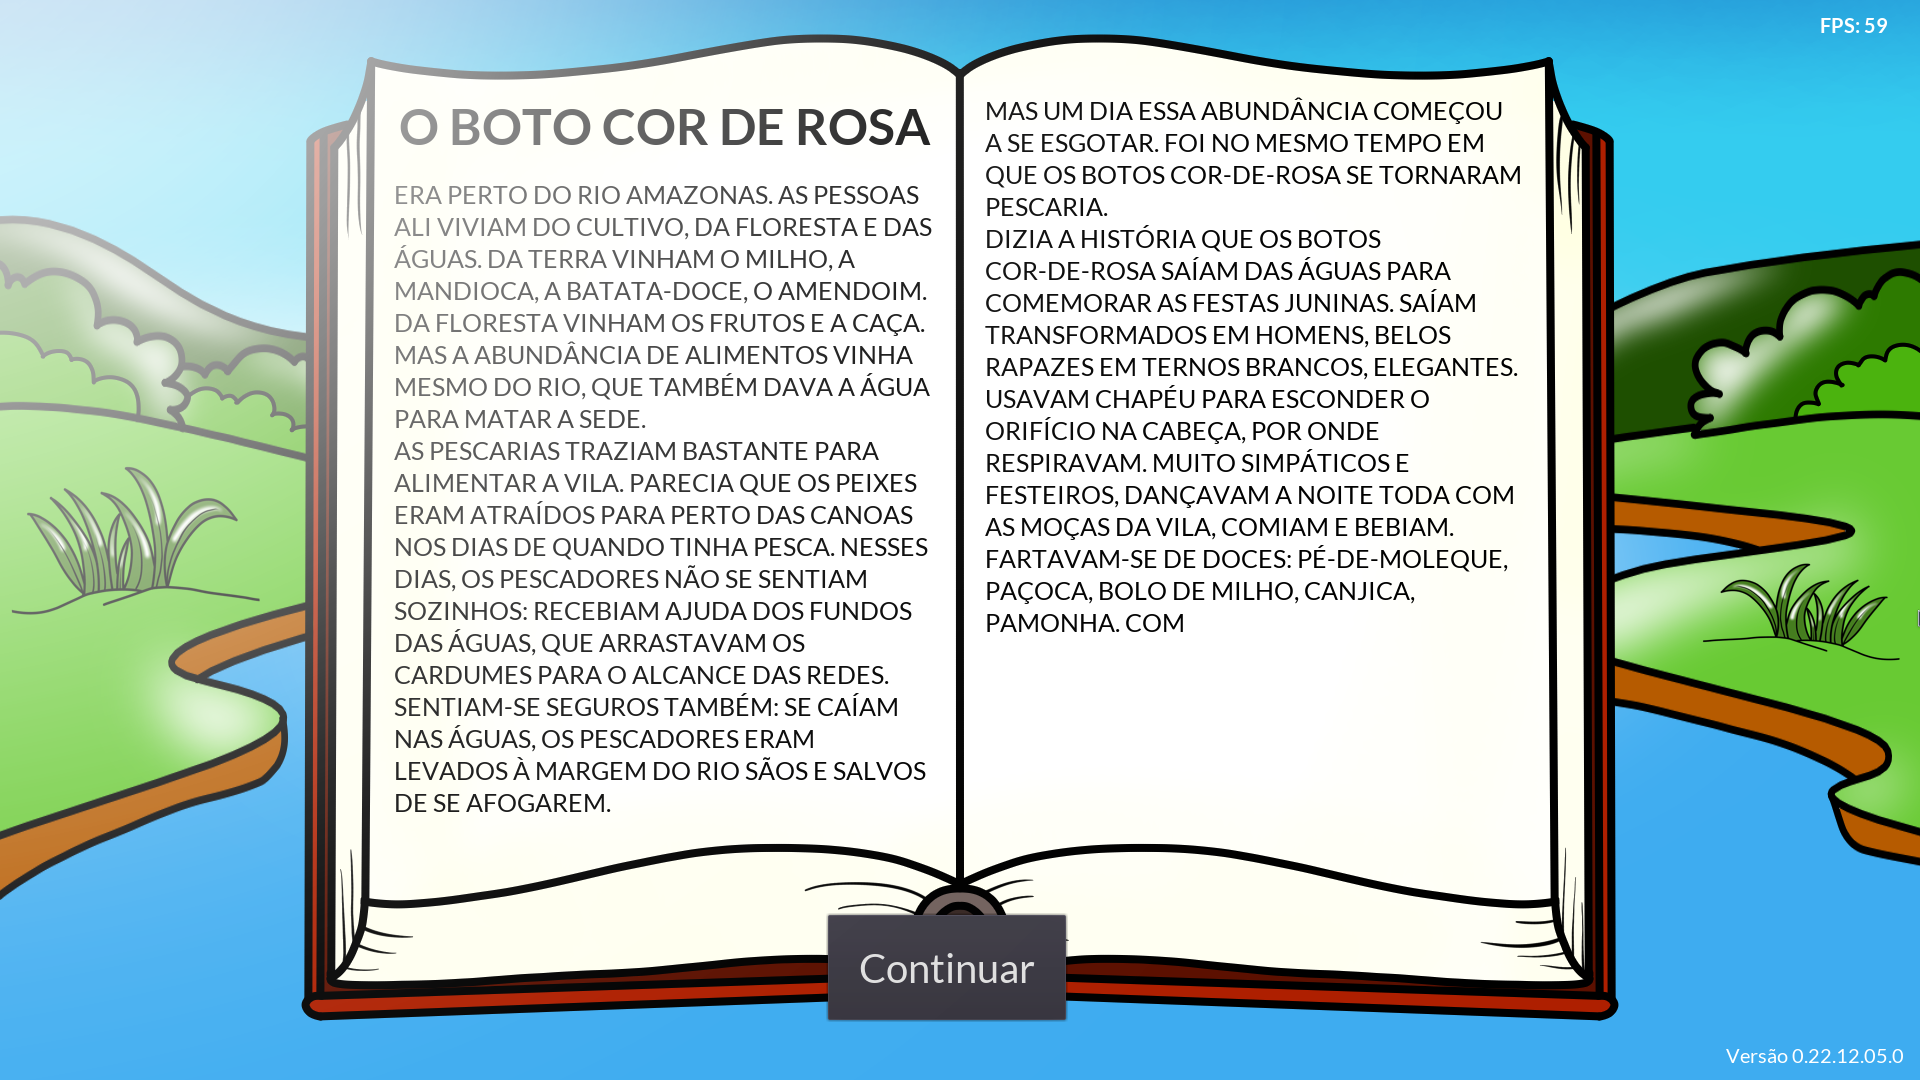 FPS: 59
O BOTO COR DE ROSA
ERA PERTO DO RIO AMAZONAS. AS PESSOAS
ALI VIVIAM DO CULTIVO, DA FLORESTA E DAS
ÁGUAS. DA TERRA VINHAM O MILHO, A
MANDIOCA, A BATATA-DOCE, O AMENDOIM.
DA FLORESTA VINHAM OS FRUTOS E A CAÇA.
MAS A ABUNDÂNCIA DE ALIMENTOS VINHA
MESMO DO RIO, QUE TAMBÉM DAVA A ÁGUA
PARA MATAR A SEDE.
AS PESCARIAS TRAZIAM BASTANTE PARA
ALIMENTAR A VILA. PARECIA QUE OS PEIXES
ERAM ATRAÍDOS PARA PERTO DAS CANOAS
NOS DIAS DE QUANDO TINHA PESCA. NESSES
DIAS, OS PESCADORES NÃO SE SENTIAM
SOZINHOS: RECEBIAM AJUDA DOS FUNDOS
DAS ÁGUAS, QUE ARRASTAVAM OS
CARDUMES PARA O ALCANCE DAS REDES.
SENTIAM-SE SEGUROS TAMBÉM: SE CAÍAM
NAS ÁGUAS, OS PESCADORES ERAM
LEVADOS À MARGEM DO RIO SÃOS E SALVOS
DE SE AFOGAREM.
MAS UM DIA ESSA ABUNDÂNCIA COMEÇOU
A SE ESGOTAR. FOI NO MESMO TEMPO EM
QUE OS BOTOS COR-DE-ROSA SE TORNARAM
PESCARIA.
DIZIA A HISTÓRIA QUE OS BOTOS
COR-DE-ROSA SAÍAM DAS ÁGUAS PARA
COMEMORAR AS FESTAS JUNINAS. SAÍAM
TRANSFORMADOS EM HOMENS, BELOS
RAPAZES EM TERNOS BRANCOS, ELEGANTES.
USAVAM CHAPÉU PARA ESCONDER O
ORIFÍCIO NA CABEÇA, POR ONDE
RESPIRAVAM. MUITO SIMPÁTICOS E
FESTEIROS, DANÇAVAM A NOITE TODA COM
AS MOÇAS DA VILA, COMIAM E BEBIAM.
FARTAVAM-SE DE DOCES: PÉ-DE-MOLEQUE,
PAÇOCA, BOLO DE MILHO, CANJICA,
PAMONHA. COM
Continuar
Versão 0.22.12.05.0